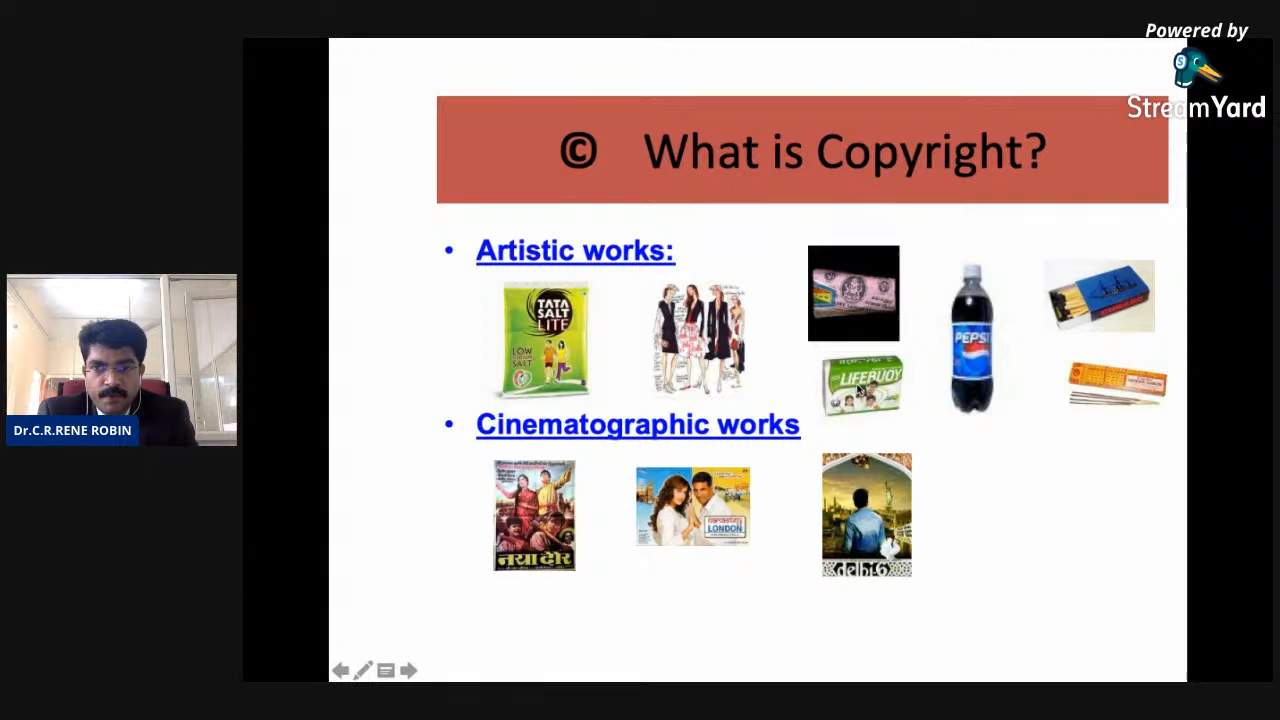 Powered by
StreamYard
© What is Copyright?
• Artistic works:
TATA
SALT
LITE
LOW
SALT
PEPSI
LIFEBUOY
• Cinematographic works
Dr.C.R.RENE ROBIN
नया दौर
namastey
LONDON
delhi-6